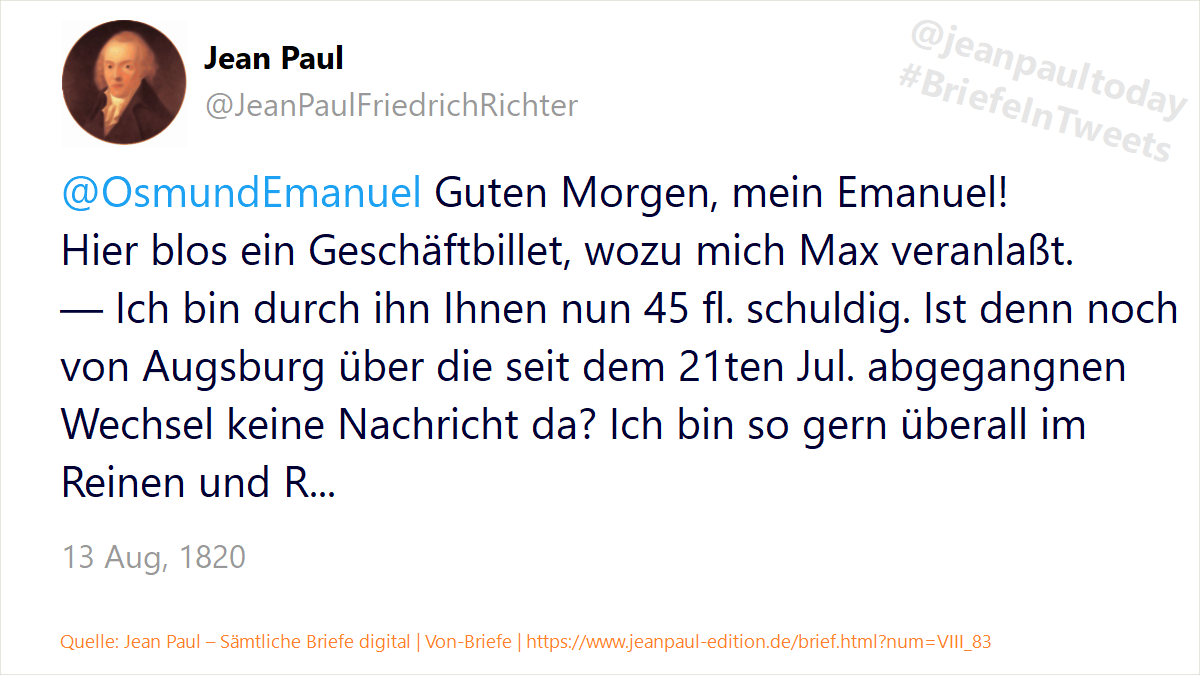 Jean Paul
@JeanPaulFriedrichRichter
@jeanpaultoday
#BriefeInTweets
@OsmundEmanuel Guten Morgen, mein Emanuel!
Hier blos ein Geschäftbillet, wozu mich Max veranlaßt.
— Ich bin durch ihn Ihnen nun 45 fl. schuldig. Ist denn noch
von Augsburg über die seit dem 21ten Jul. abgegangnen
Wechsel keine Nachricht da? Ich bin so gern überall im
Reinen und R...
13 Aug, 1820
Quelle: Jean Paul – Sämtliche Briefe digital | Von-Briefe | https://www.jeanpaul-edition.de/brief.html?num=VIII_83